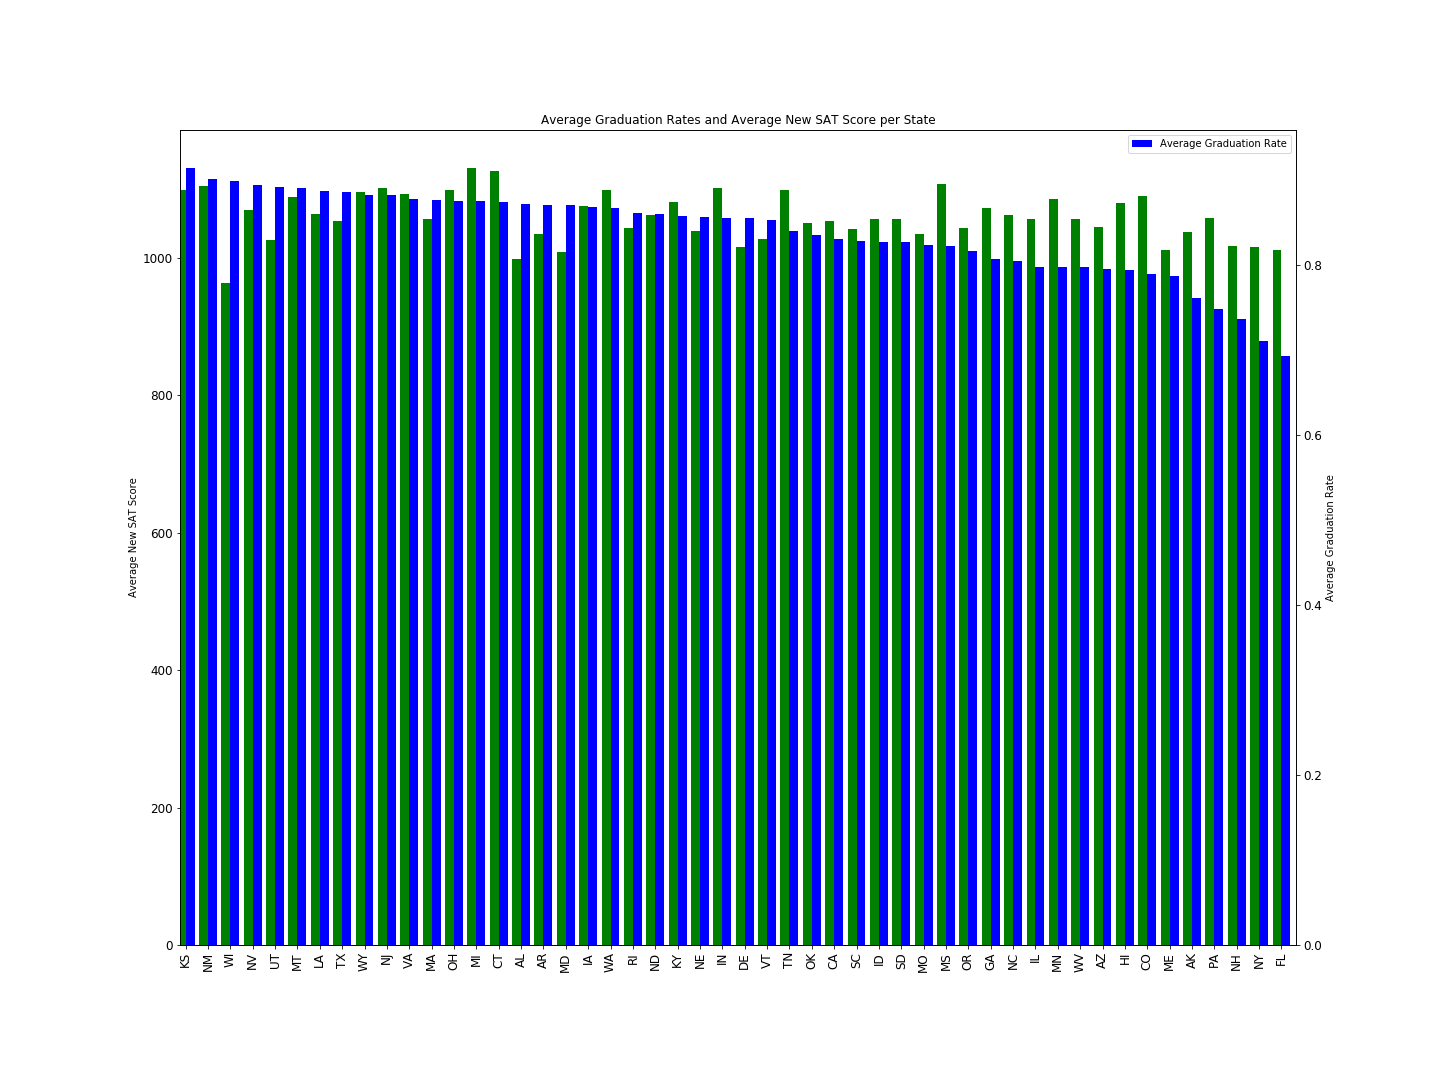 Average Graduation Rates and Average New SAT Score per State
Average Graduation Rate
1000
800
600
400
200
0
Average New SAT Score
0.8
0.6
0.4
0.2
0.0
Average Graduation Rate
KS NM WI NV UT MT LA TX WY NJ VA MA OH MI CT AL AR MD IA WA RI ND KY NE IN DE VT TN OK CA SC ID SD MO MS OR GA NC IL MN WV AZ HI CO ME AK PA NH NY FL